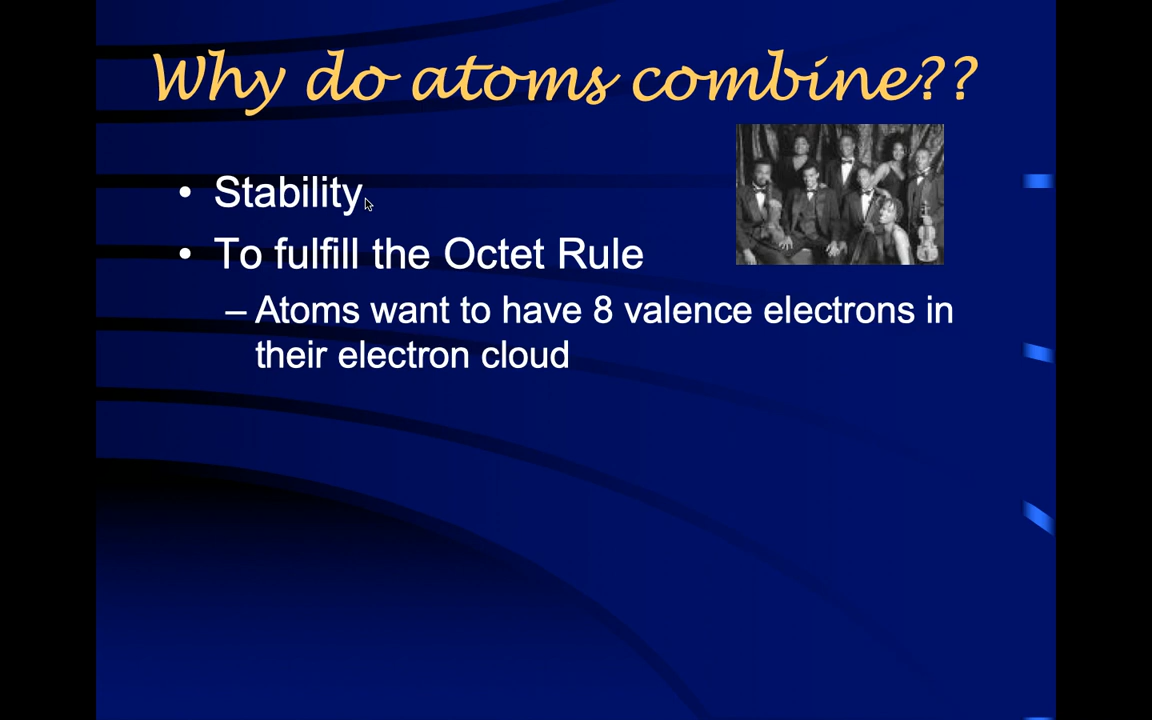 Why do atoms combine??
• Stability
• To fulfill the Octet Rule
– Atoms want to have 8 valence electrons in
their electron cloud